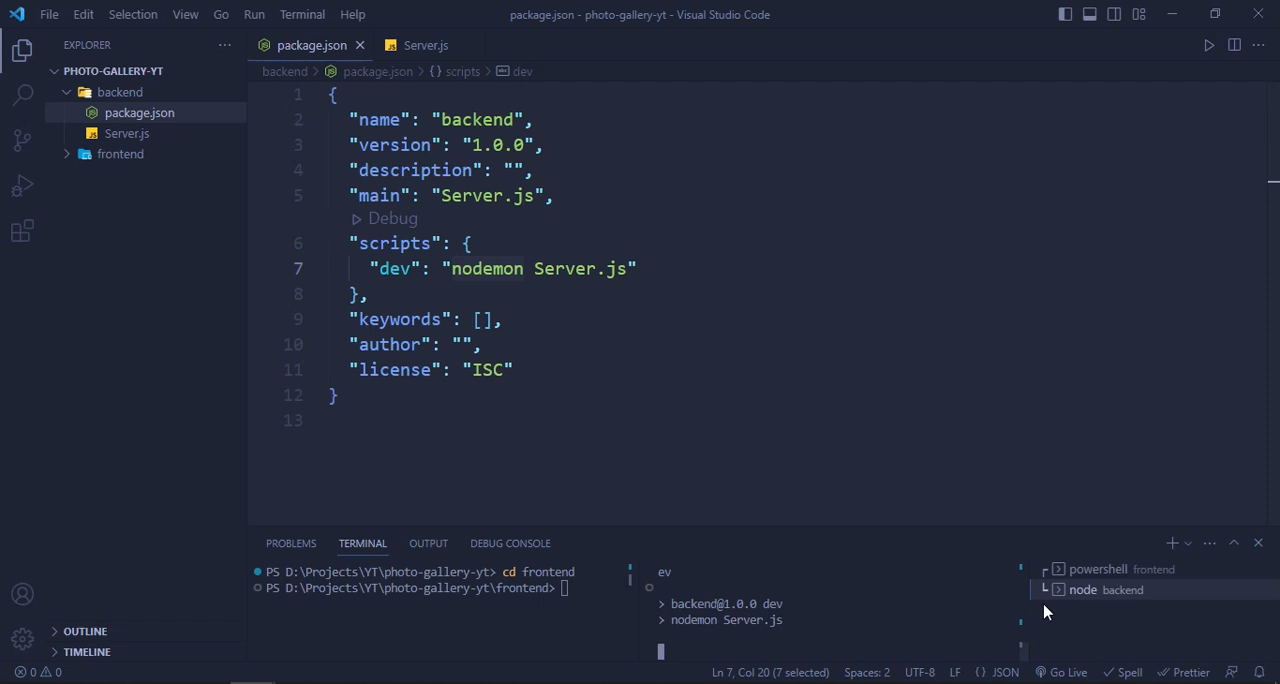 File Edit Selection View Go Run Terminal Help
package.json - photo-gallery-yt - Visual Studio Code
EXPLORER
PHOTO-GALLERY-YT
backend
package.json
Server.js
frontend
OUTLINE
TIMELINE
package.json
Server.js
backend > package.json > {} scripts > dev
1 {
2 "name": "backend",
3 "version": "1.0.0",
4 "description": "",
5 "main": "Server.js",
Debug
6 "scripts": {
7 "dev": "nodemon Server.js"
8 },
9 "keywords": [],
10 "author": "",
11 "license": "ISC"
12 }
13
PROBLEMS TERMINAL OUTPUT DEBUG CONSOLE
PS D:\Projects\YT\photo-gallery-yt> cd frontend
PS D:\Projects\YT\photo-gallery-yt\frontend>
ev
> backend@1.0.0 dev
> nodemon Server.js
powershell frontend
node backend
0 0 Ln 7, Col 20 (7 selected) Spaces: 2 UTF-8 LF {} JSON Go Live Spell Prettier